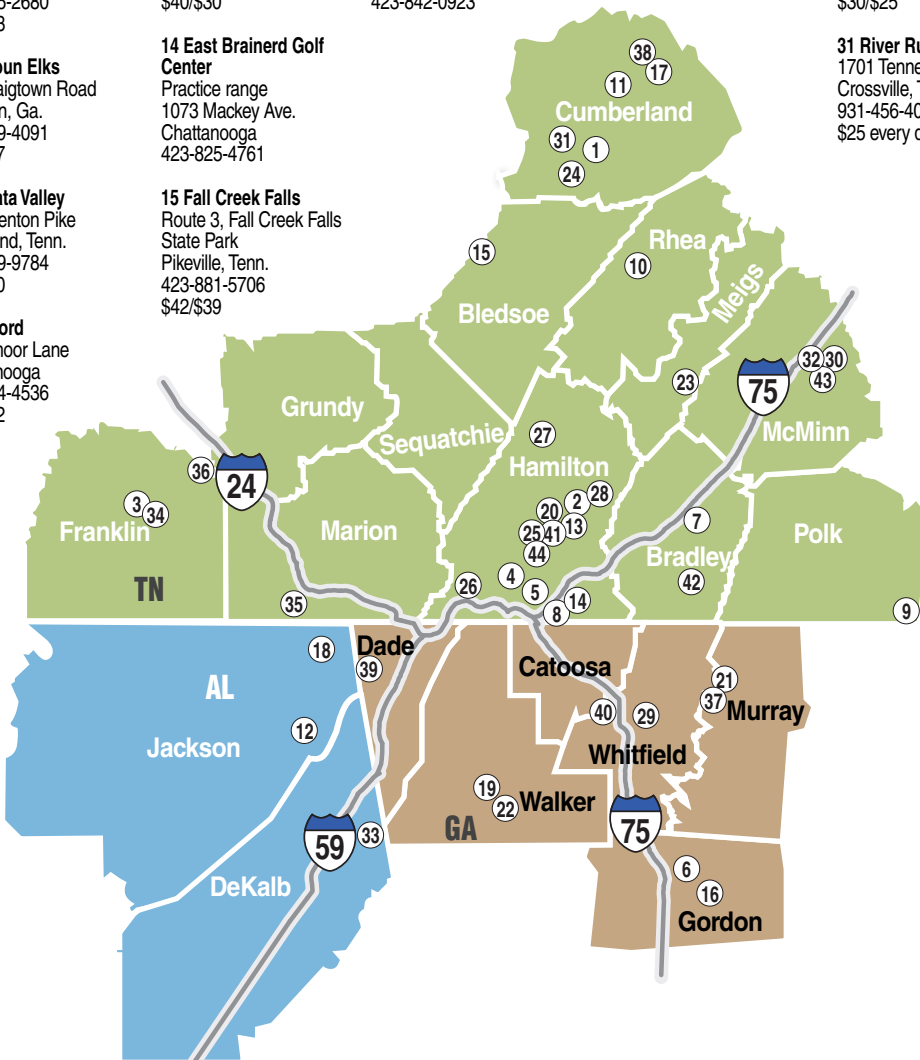 -2680
3
oun Elks
aigtown Road
n, Ga.
9-4091
7
ata Valley
enton Pike
nd, Tenn.
9-9784
0
ord
noor Lane
nooga
4-4536
2
$40/$30
14 East Brainerd Golf
Center
Practice range
1073 Mackey Ave.
Chattanooga
423-825-4761
15 Fall Creek Falls
Route 3, Fall Creek Falls
State Park
Pikeville, Tenn.
423-881-5706
$42/$39
423-842-0923
$30/$25
31 River Ru
1701 Tenne
Crossville, T
931-456-40
$25 every d
38
17
11
Cumberland
31
1
24
Rhea
15
10
Meigs
Bledsoe
32
30
75
43
23
Grundy
McMinn
Sequatchie
27
Hamilton
36
24
28
2
3
34
20
13
7
Franklin
Marion
25
41
Polk
44
Bradley
TN
4
42
26
5
35
14
9
8
18
Dade
39
Catoosa
AL
21
37
Murray
40
29
12
Jackson
Whitfield
19
22
Walker
GA
75
59
33
6
DeKalb
16
Gordon